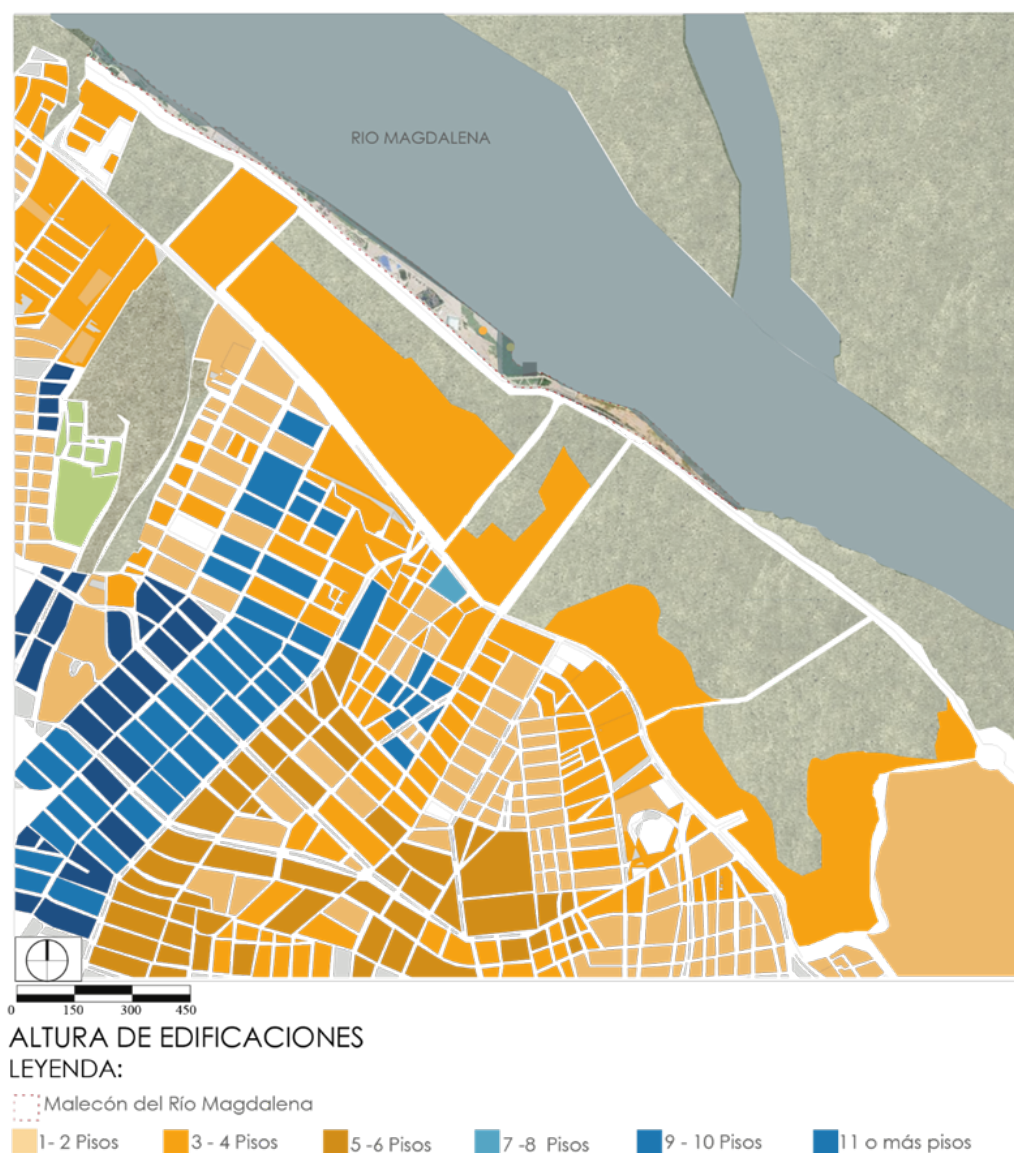 RIO MAGDALENA
0 150 300 450
ALTURA DE EDIFICACIONES
LEYENDA:
Malecón del Río Magdalena
1- 2 Pisos 3 - 4 Pisos 5 -6 Pisos 7 -8 Pisos 9 - 10 Pisos 11 o más pisos